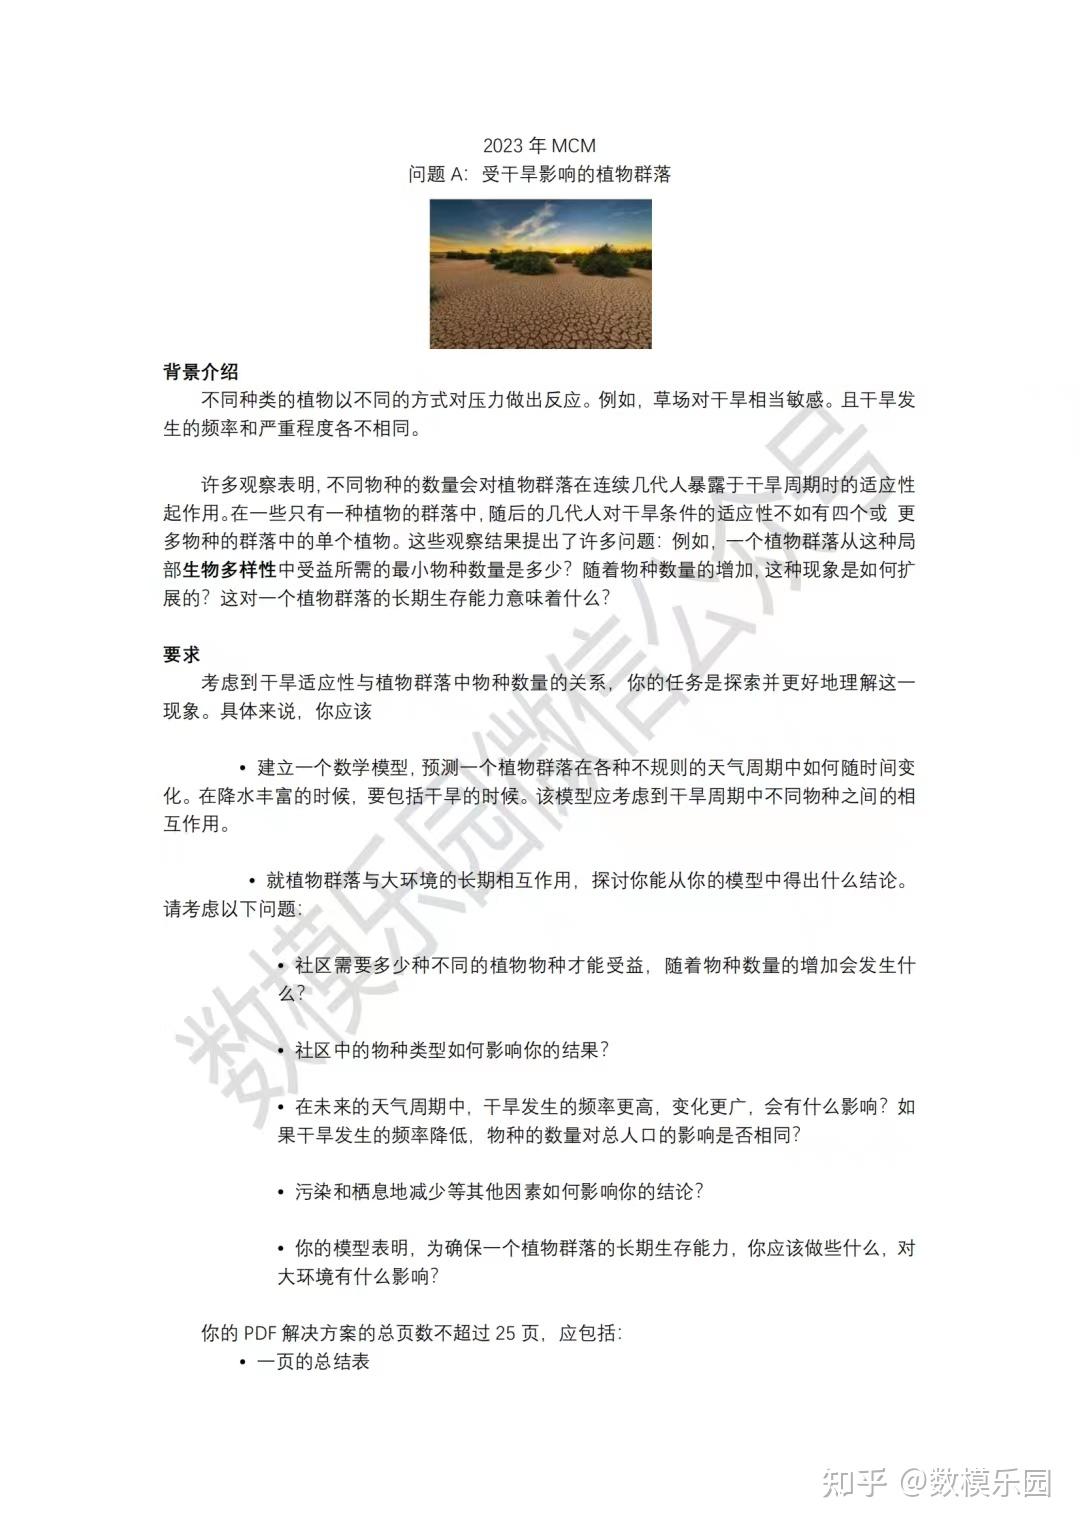 2023 年 MCM
问题 A：受干旱影响的植物群落
背景介绍
不同种类的植物以不同的方式对压力做出反应。例如，草场对干旱相当敏感。且干旱发
生的频率和严重程度各不相同。
许多观察表明，不同物种的数量会对植物群落在连续几代人暴露于干旱周期时的适应性
起作用。在一些只有一种植物的群落中，随后的几代人对干旱条件的适应性不如有四个或 更
多物种的群落中的单个植物。这些观察结果提出了许多问题：例如，一个植物群落从这种局
部生物多样性中受益所需的最小物种数量是多少？随着物种数量的增加，这种现象是如何扩
展的？这对一个植物群落的长期生存能力意味着什么？
要求
考虑到干旱适应性与植物群落中物种数量的关系，你的任务是探索并更好地理解这一
现象。具体来说，你应该
• 建立一个数学模型，预测一个植物群落在各种不规则的天气周期中如何随时间变
化。在降水丰富的时候，要包括干旱的时候。该模型应考虑到干旱周期中不同物种之间的相
互作用。
• 就植物群落与大环境的长期相互作用，探讨你能从你的模型中得出什么结论。
请考虑以下问题：
• 社区需要多少种不同的植物物种才能受益，随着物种数量的增加会发生什
么？
• 社区中的物种类型如何影响你的结果？
• 在未来的天气周期中，干旱发生的频率更高，变化更广，会有什么影响？如
果干旱发生的频率降低，物种的数量对总人口的影响是否相同？
• 污染和栖息地减少等其他因素如何影响你的结论？
• 你的模型表明，为确保一个植物群落的长期生存能力，你应该做些什么，对
大环境有什么影响？
你的 PDF 解决方案的总页数不超过 25 页，应包括：
• 一页的总结表
数模乐园微信公众号
知乎 @数模乐园